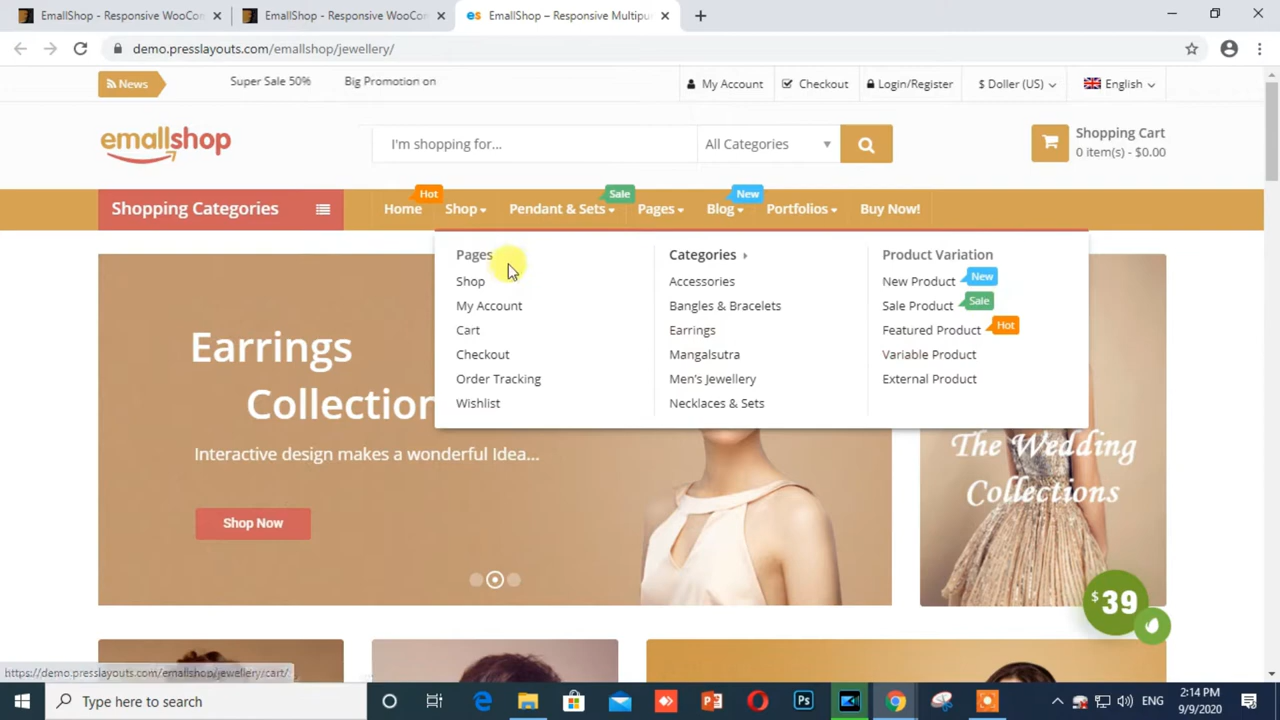 EmallShop - Responsive WooCom
EmallShop - Responsive WooCom
es EmallShop – Responsive Multipu
demo.presslayouts.com/emallshop/jewellery/
News Super Sale 50% Big Promotion on My Account Checkout Login/Register $ Doller (US) English
emallshop I'm shopping for... All Categories Shopping Cart
0 item(s) - $0.00
Hot Sale New
Shopping Categories Home Shop Pendant & Sets Pages Blog Portfolios Buy Now!
Pages
Shop
My Account
Cart
Checkout
Order Tracking
Wishlist
Categories
Accessories
Bangles & Bracelets
Earrings
Mangalsutra
Men's Jewellery
Necklaces & Sets
Product Variation
New Product New
Sale Product Sale
Featured Product Hot
Variable Product
External Product
Earrings
Collection
Interactive design makes a wonderful Idea...
Shop Now
The Wedding
Collections
$39
https://demo.presslayouts.com/emallshop/jewellery/cart/
Type here to search
ENG
2:14 PM
9/9/2020